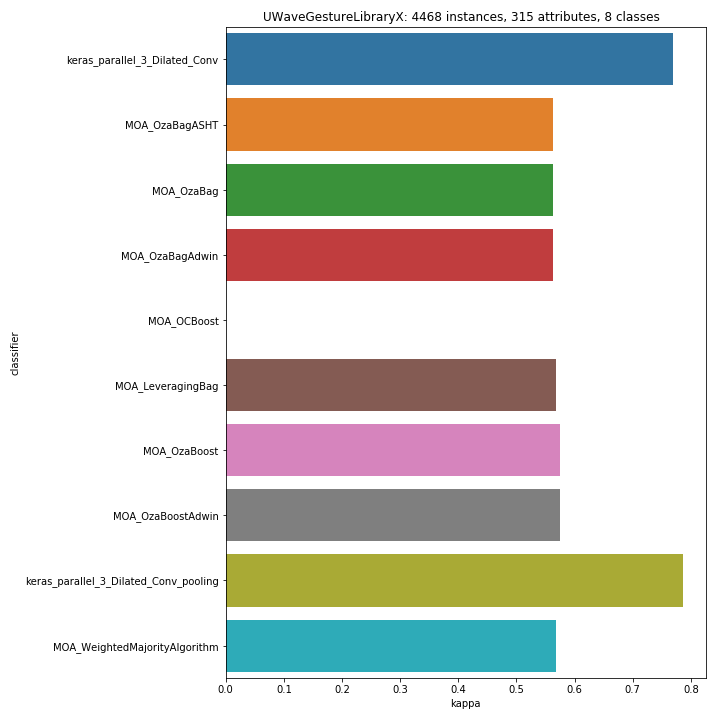 UWaveGestureLibraryX: 4468 instances, 315 attributes, 8 classes
classifier
keras_parallel_3_Dilated_Conv
MOA_OzaBagASHT
MOA_OzaBag
MOA_OzaBagAdwin
MOA_OCBoost
MOA_LeveragingBag
MOA_OzaBoost
MOA_OzaBoostAdwin
keras_parallel_3_Dilated_Conv_pooling
MOA_WeightedMajorityAlgorithm
0.0 0.1 0.2 0.3 0.4 0.5 0.6 0.7 0.8
kappa